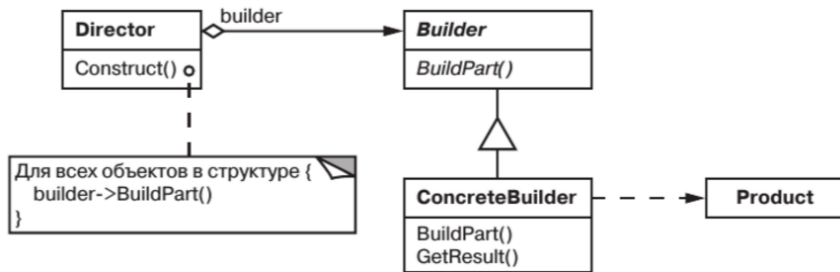 Director
builder
Builder
Construct()
BuildPart()
Для всех объектов в структуре {
builder->BuildPart()
}
ConcreteBuilder
Product
BuildPart()
GetResult()